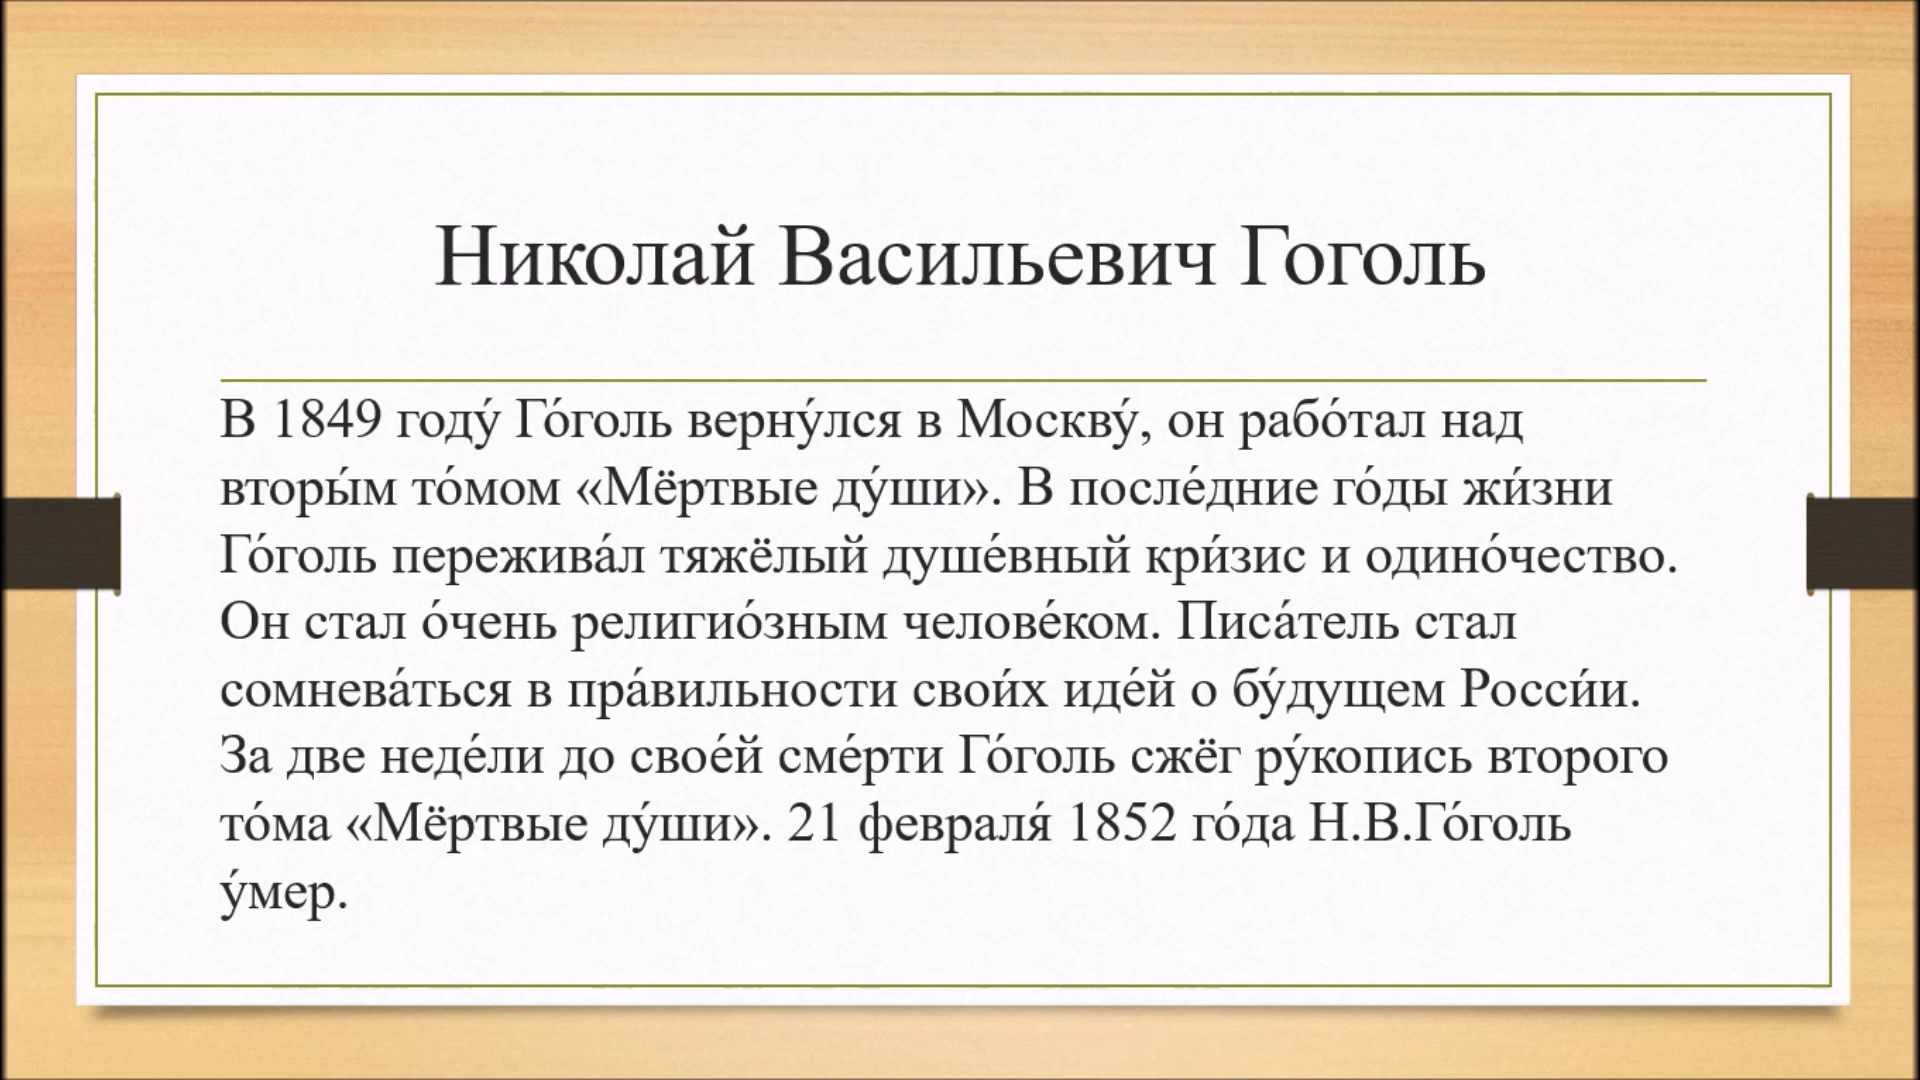 Николай Васильевич Гоголь
В 1849 году́ Го́голь верну́лся в Москву́, он рабо́тал над
вторы́м то́мом «Мёртвые ду́ши». В после́дние го́ды жи́зни
Го́голь пережива́л тяжёлый душе́вный кри́зис и одино́чество.
Он стал о́чень религио́зным челове́ком. Писа́тель стал
сомнева́ться в пра́вильности свои́х иде́й о бу́дущем Росси́и.
За две неде́ли до свое́й сме́рти Го́голь сжёг ру́копись второго
то́ма «Мёртвые ду́ши». 21 февраля́ 1852 го́да Н.В.Го́голь
у́мер.